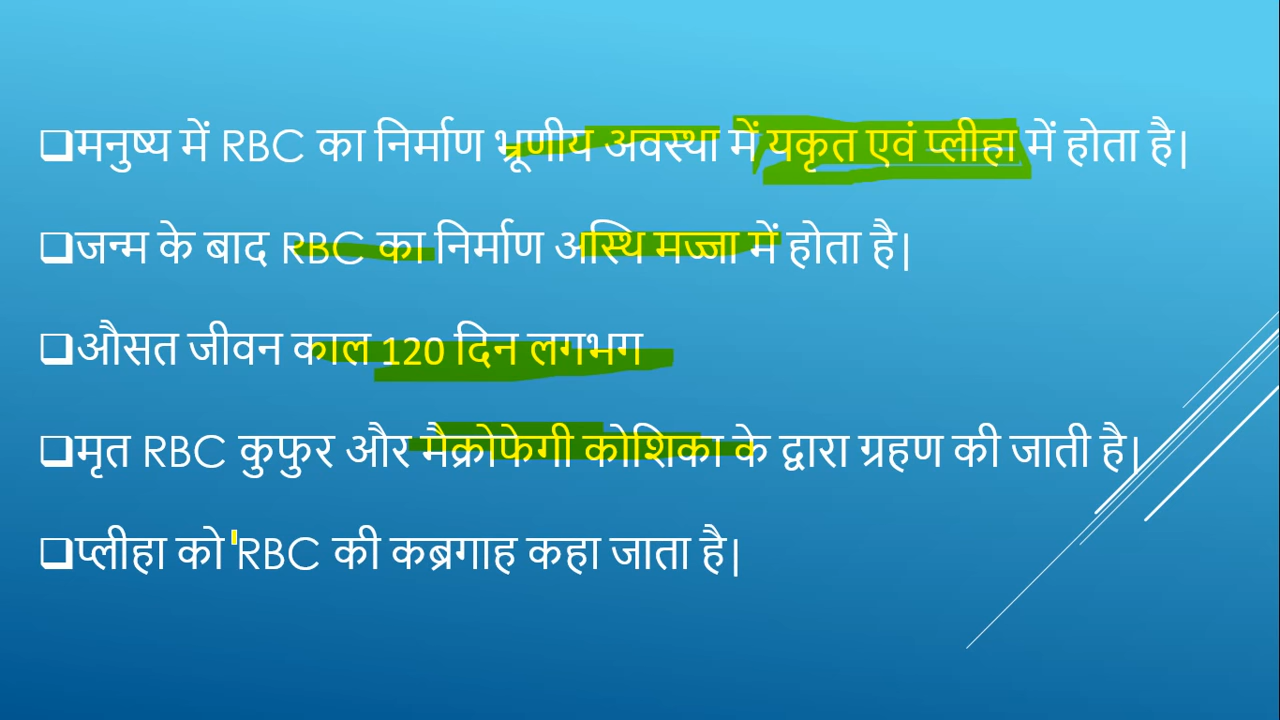 ❑मनुष्य में RBC का निर्माण भ्रूणीय अवस्था में यकृत एवं प्लीहा में होता है|
❑जन्म के बाद RBC का निर्माण अस्थि मज्जा में होता है|
❑औसत जीवन काल 120 दिन लगभग
❑मृत RBC कुफुर और मैक्रोफेगी कोशिका के द्वारा ग्रहण की जाती है|
❑प्लीहा को RBC की कब्रगाह कहा जाता है|